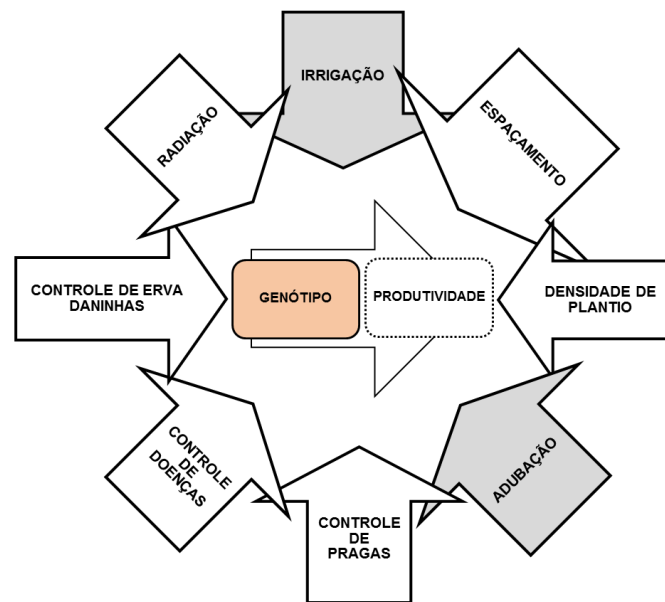 IRRIGAÇÃO
RADIAÇÃO
ESPAÇAMENTO
CONTROLE DE ERVA
DANINHAS
GENÓTIPO
PRODUTIVIDADE
DENSIDADE DE
PLANTIO
CONTROLE
DE
DOENÇAS
ADUBAÇÃO
CONTROLE
DE
PRAGAS